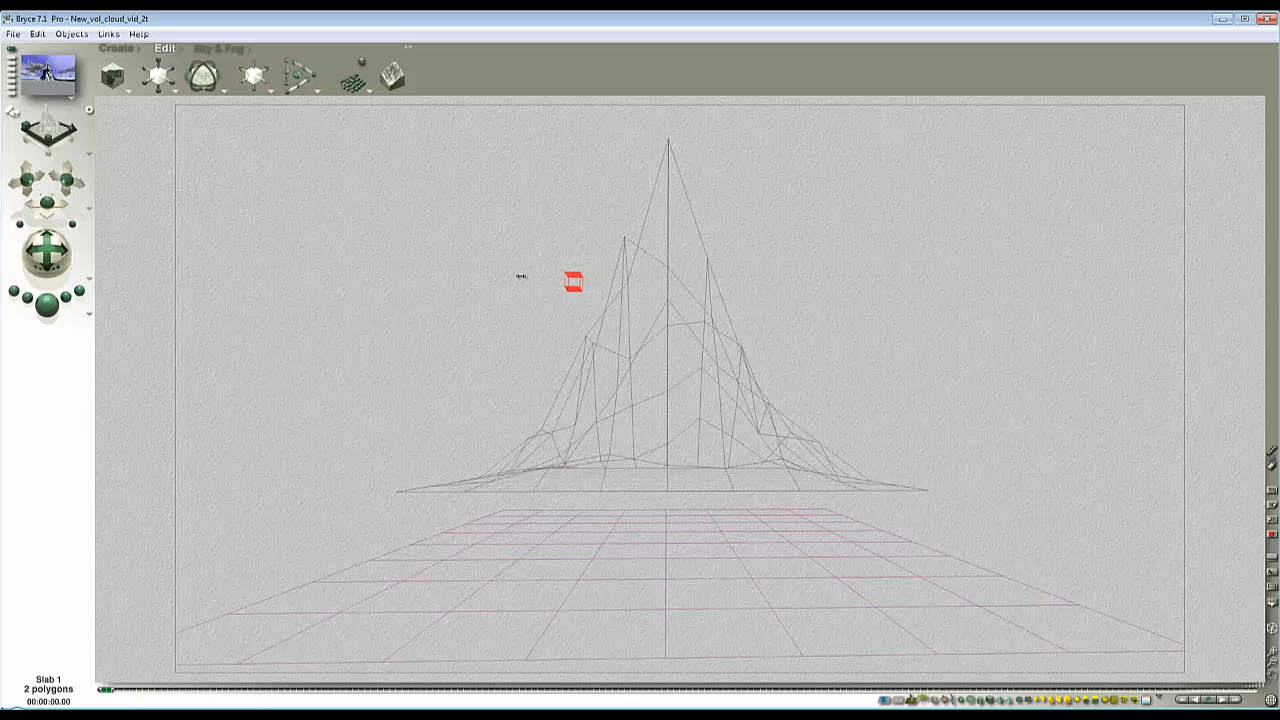 Bryce 7.1 Pro - New_vol_cloud_vid_2t
File Edit Objects Links Help
Create Edit Sky & Fog
Slab 1
2 polygons
00:00:00.00